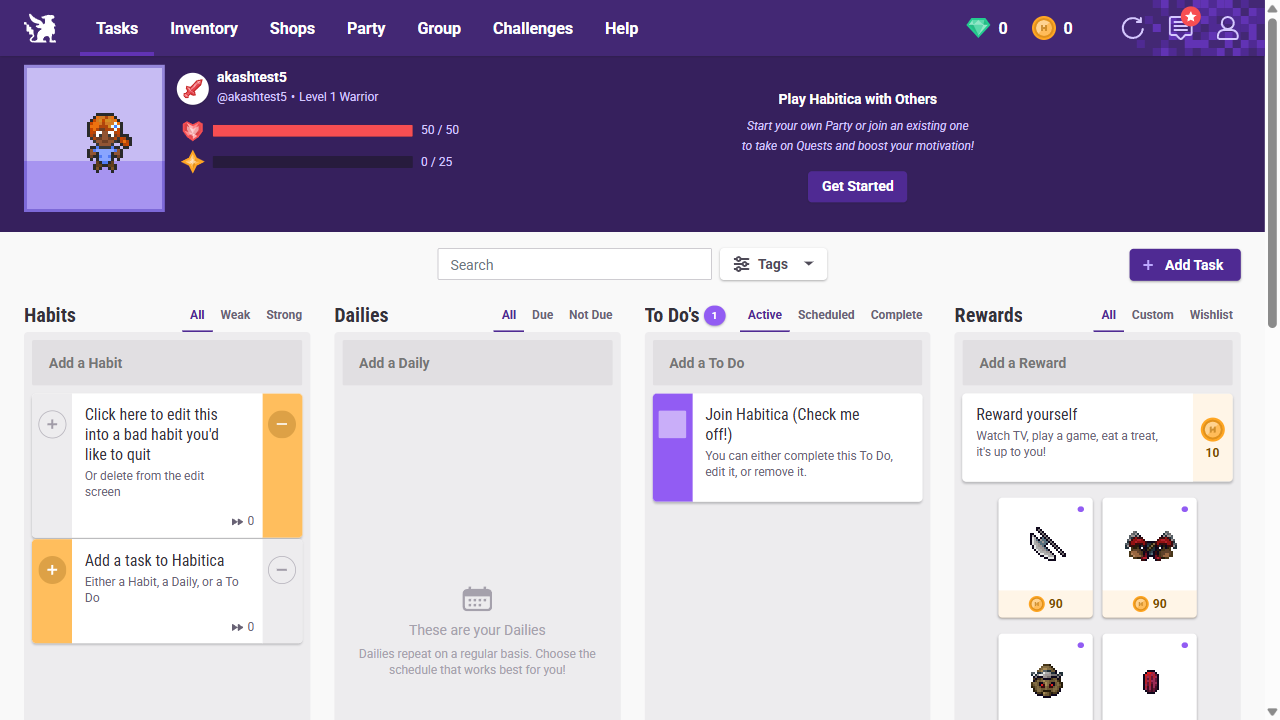 Tasks
Inventory
Shops
Party
Group
Challenges
Help
0
0
akashtest5
@akashtest5 • Level 1 Warrior
50 / 50
0 / 25
Play Habitica with Others
Start your own Party or join an existing one
to take on Quests and boost your motivation!
Get Started
Search
Tags
+ Add Task
Habits
All
Weak
Strong
Add a Habit
Click here to edit this
into a bad habit you'd
like to quit
Or delete from the edit
screen
0
Add a task to Habitica
Either a Habit, a Daily, or a To
Do
0
Dailies
All
Due
Not Due
Add a Daily
These are your Dailies
Dailies repeat on a regular basis. Choose the
schedule that works best for you!
To Do's
1
Active
Scheduled
Complete
Add a To Do
Join Habitica (Check me
off!)
You can either complete this To Do,
edit it, or remove it.
Rewards
All
Custom
Wishlist
Add a Reward
Reward yourself
Watch TV, play a game, eat a treat,
it's up to you!
10
90
90